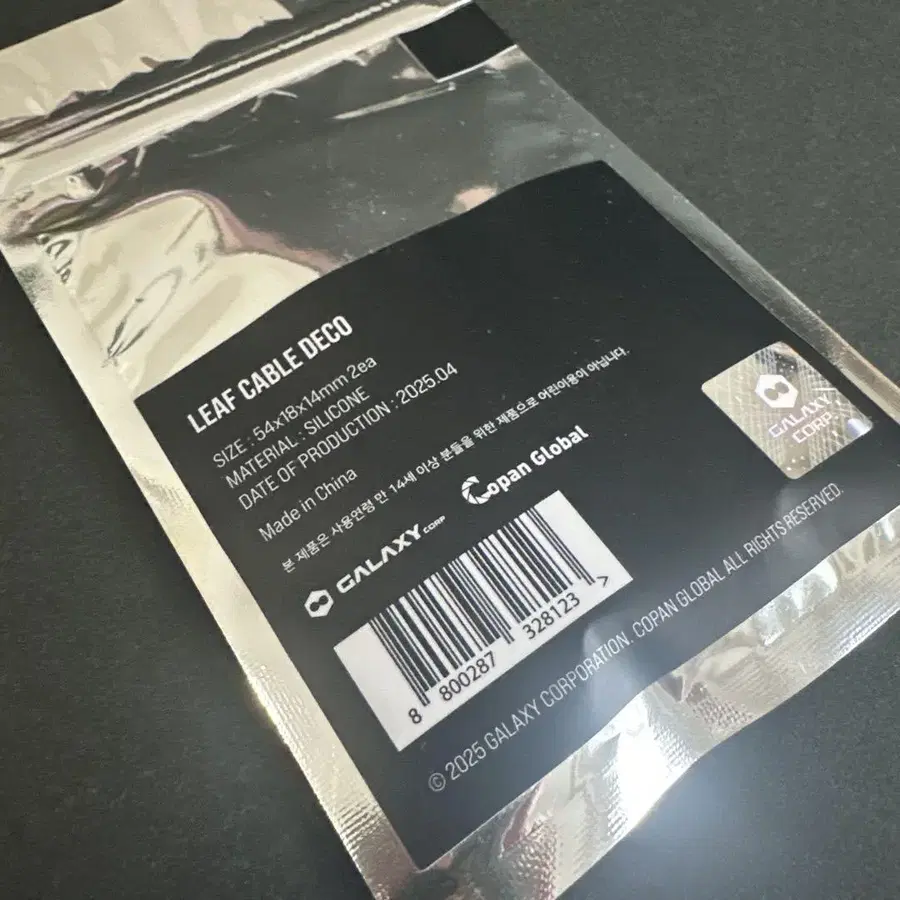 LEAF CABLE DECO
SIZE : 54x18x14mm 2ea
MATERIAL : SILICONE
DATE OF PRODUCTION : 2025.04
Made in China
본 제품은 사용연령 만 14세 이상 분들을 위한 제품으로 어린이용이 아닙니다.
GALAXY CORP
Copan Global
8 800287 328123 >
GALAXY
CORP
© 2025 GALAXY CORPORATION. COPAN GLOBAL ALL RIGHTS RESERVED.